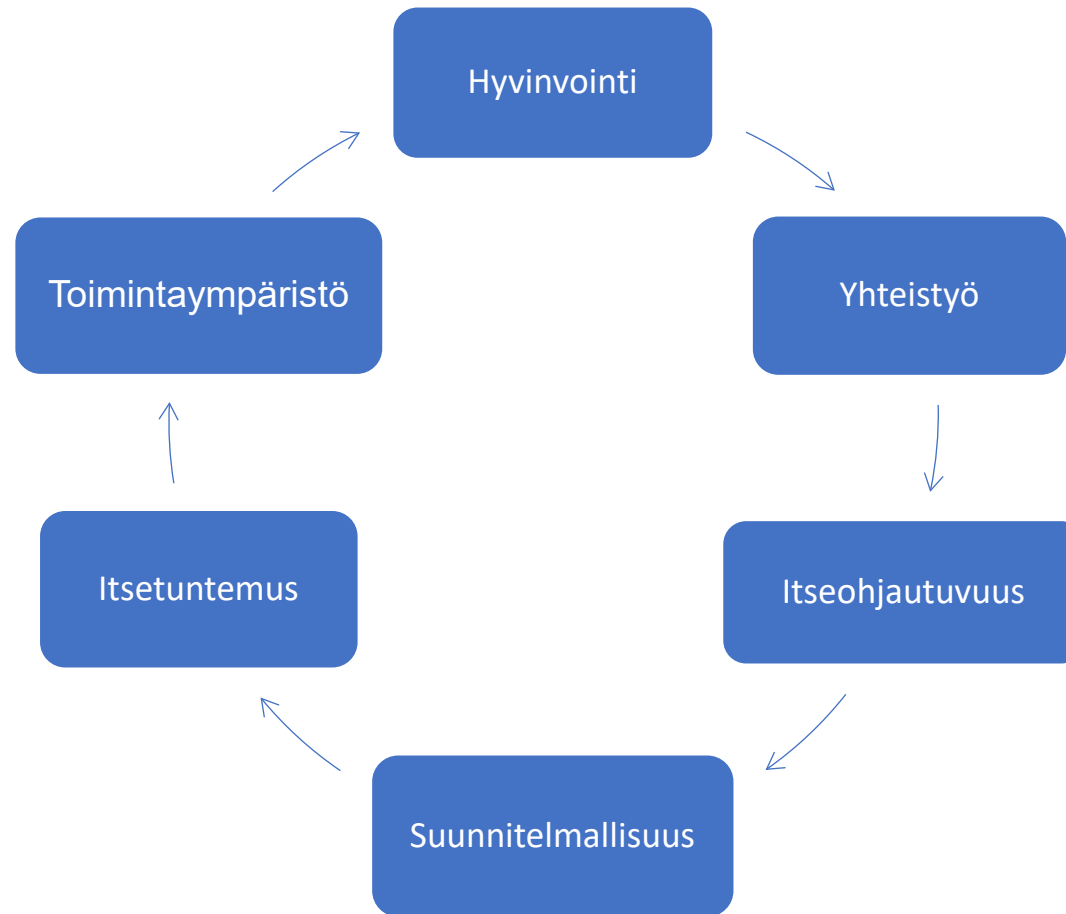 Hyvinvointi
Yhteistyö
Itseohjautuvuus
Suunnitelmallisuus
Itsetuntemus
Toimintaympäristö